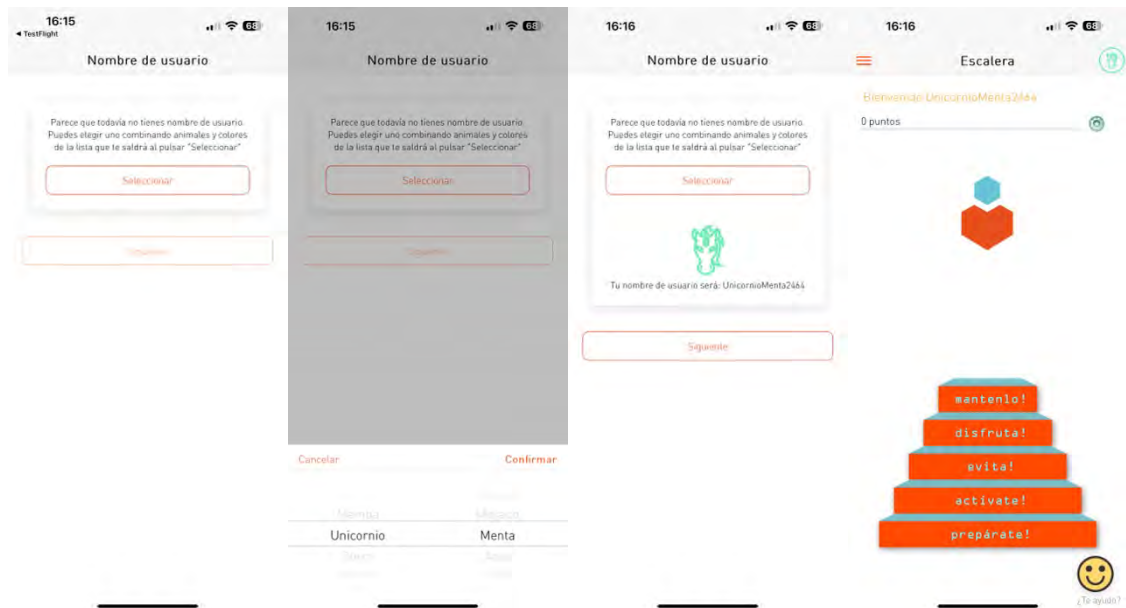 16:15
68
TestFlight
Nombre de usuario
Parece que todavía no tienes nombre de usuario.
Puedes elegir uno combinando animales y colores
de la lista que te saldrá al pulsar "Seleccionar"
Seleccionar
16:15
68
Nombre de usuario
Parece que todavía no tienes nombre de usuario.
Puedes elegir uno combinando animales y colores
de la lista que te saldrá al pulsar "Seleccionar"
Seleccionar
Cancelar Confirmar
Unicornio Menta
16:16
68
Nombre de usuario
Parece que todavía no tienes nombre de usuario.
Puedes elegir uno combinando animales y colores
de la lista que te saldrá al pulsar "Seleccionar"
Seleccionar
Tu nombre de usuario será: UnicornioMenta2464
Siguiente
16:16
68
Escalera
Bienvenido UnicornioMenta2464
0 puntos
mantenlo!
disfruta!
evita!
actívate!
prepárate!
¿Te ayudo?